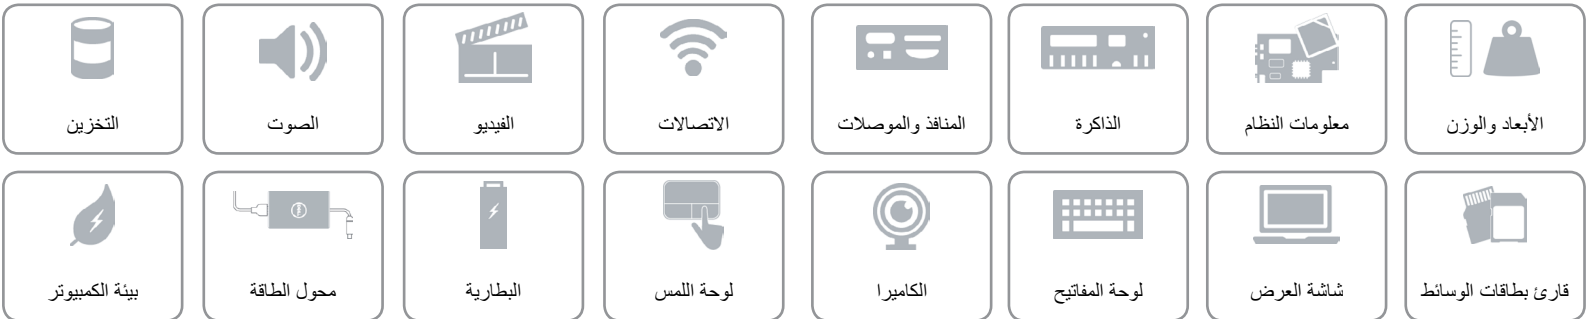 الأبعاد والوزن
معلومات النظام
الذاكرة
المنافذ والموصلات
الاتصالات
الفيديو
الصوت
التخزين
قارئ بطاقات الوسائط
شاشة العرض
لوحة المفاتيح
الكاميرا
لوحة اللمس
البطارية
محول الطاقة
بيئة الكمبيوتر